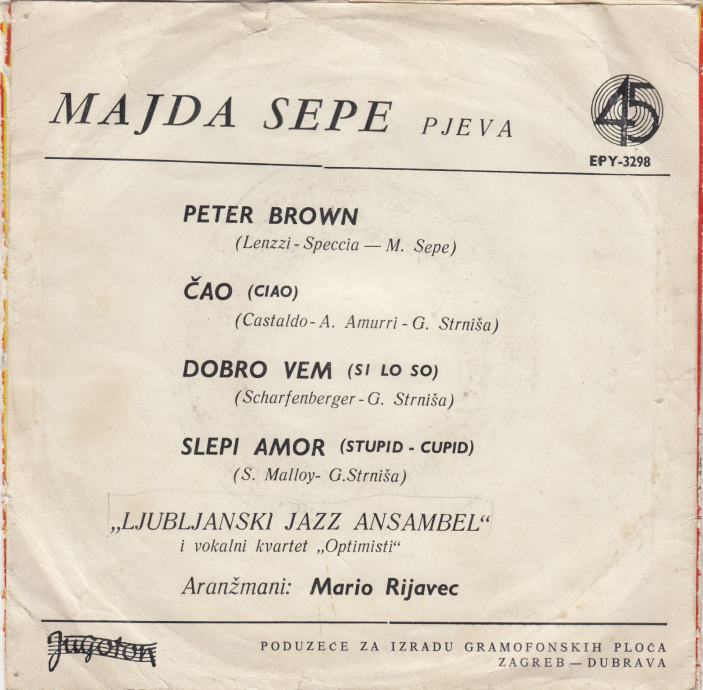 MAJDA SEPE PJEVA
45
EPY-3298
PETER BROWN
(Lenzzi-Speccia — M. Sepe)
ČAO (CIAO)
(Castaldo-A. Amurri-G. Strniša)
DOBRO VEM (SI LO SO)
(Scharfenberger-G. Strniša)
SLEPI AMOR (STUPID-CUPID)
(S. Malloy-G.Strniša)
„LJUBLJANSKI JAZZ ANSAMBEL“
i vokalni kvartet „Optimisti“
Aranžmani: Mario Rijavec
Jugoton
PODUZEĆE ZA IZRADU GRAMOFONSKIH PLOČA
ZAGREB—DUBRAVA